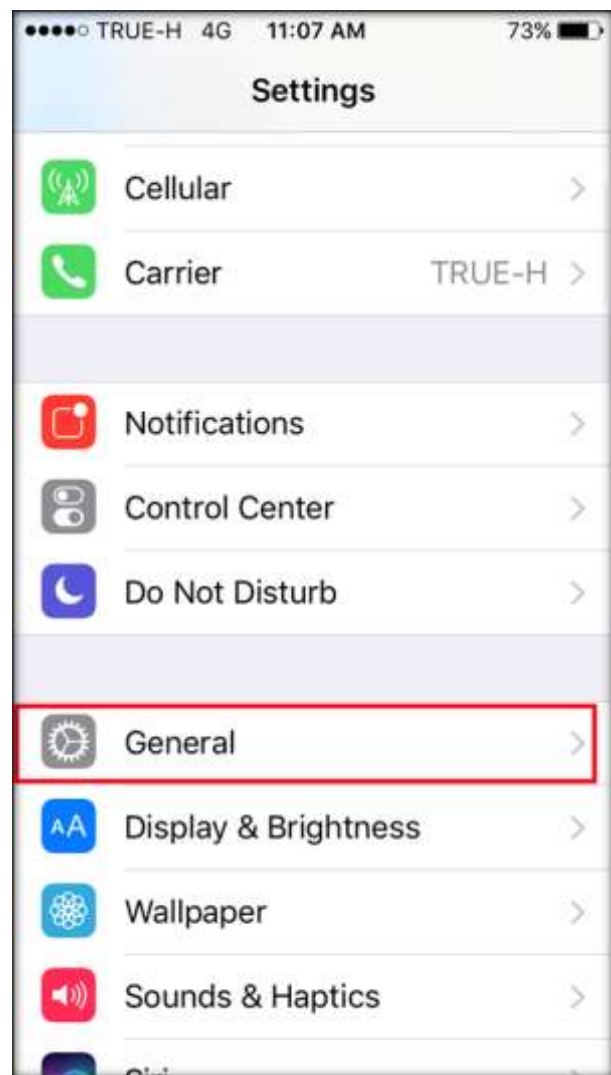 TRUE-H 4G 11:07 AM 73%
Settings
Cellular
Carrier TRUE-H
Notifications
Control Center
Do Not Disturb
General
AA Display & Brightness
Wallpaper
Sounds & Haptics